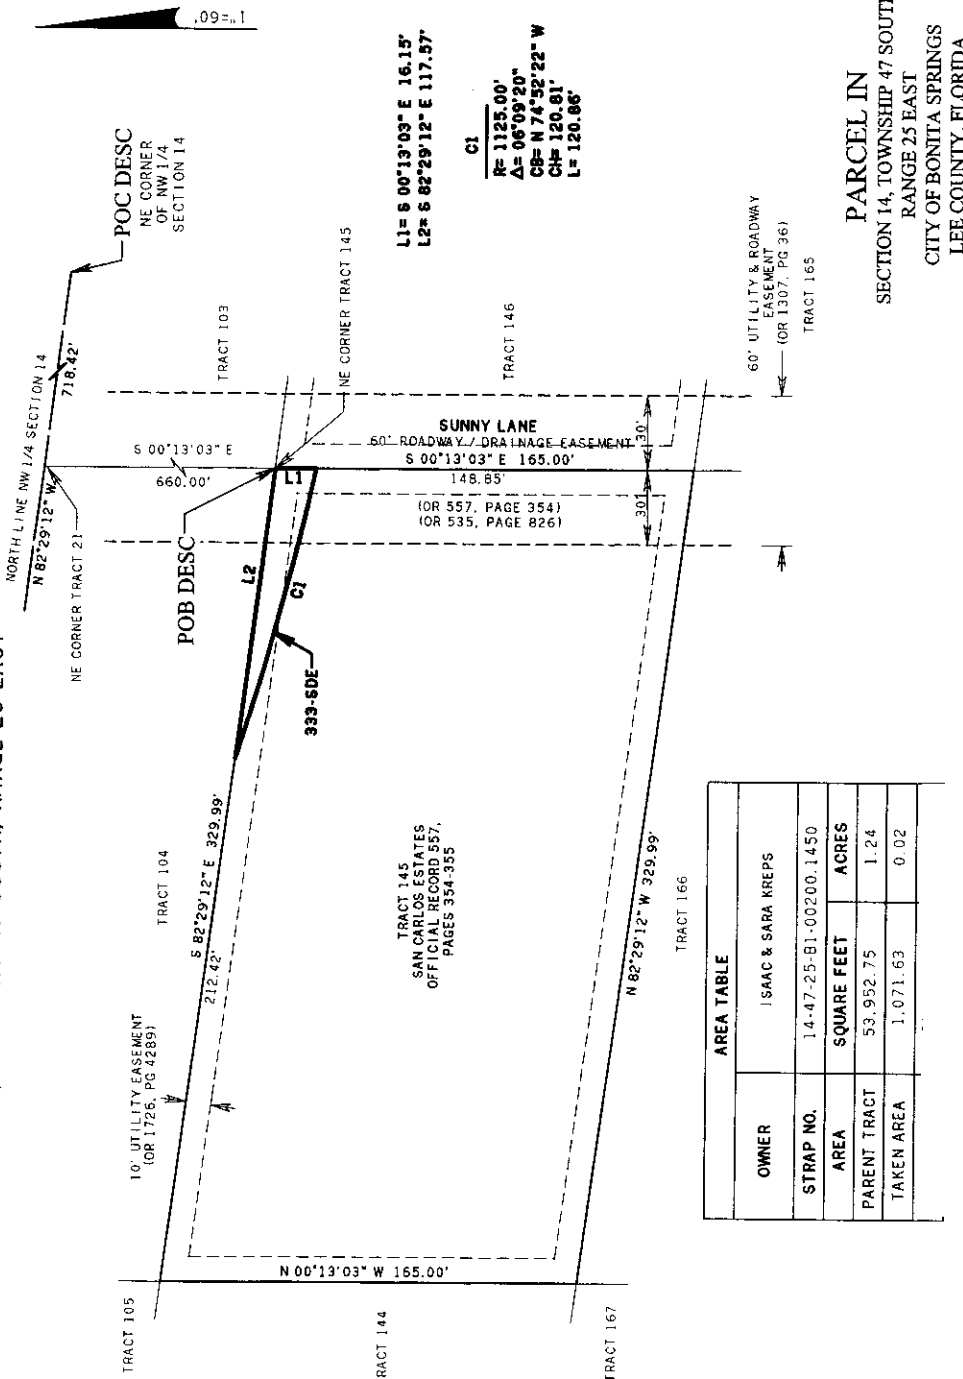 1"=60'
POC DESC
NE CORNER
OF NW 1/4
SECTION 14
NORTH LINE NW 1/4 SECTION 14
N 82°29'12" W
718.42'
NE CORNER TRACT 21
S 00°13'03" E
660.00'
TRACT 103
NE CORNER TRACT 145
L1= S 00°13'03" E 16.15'
L2= S 82°29'12" E 117.57'
C1
R= 1125.00'
Δ= 06°09'20"
CB= N 74°52'22" W
CH= 120.81'
L= 120.86'
POB DESC
L1
L2
C1
333-SDE
SUNNY LANE
60' ROADWAY / DRAINAGE EASEMENT
S 00°13'03" E 165.00'
148.85'
(OR 557, PAGE 354)
(OR 535, PAGE 826)
30'
30'
TRACT 146
60' UTILITY & ROADWAY
EASEMENT
(OR 1307, PG 36)
TRACT 165
TRACT 104
S 82°29'12" E 329.99'
212.42'
10' UTILITY EASEMENT
(OR 1726, PG 4289)
TRACT 145
SAN CARLOS ESTATES
OFFICIAL RECORD 557,
PAGES 354-355
N 82°29'12" W 329.99'
TRACT 166
N 00°13'03" W 165.00'
TRACT 105
RACT 144
TRACT 167
PARCEL IN
SECTION 14, TOWNSHIP 47 SOUTH
RANGE 25 EAST
CITY OF BONITA SPRINGS
LEE COUNTY, FLORIDA
AREA TABLE
OWNER ISAAC & SARA KREPS
STRAP NO. 14-47-25-B1-00200.1450
AREA SQUARE FEET ACRES
PARENT TRACT 53,952.75 1.24
TAKEN AREA 1,071.63 0.02